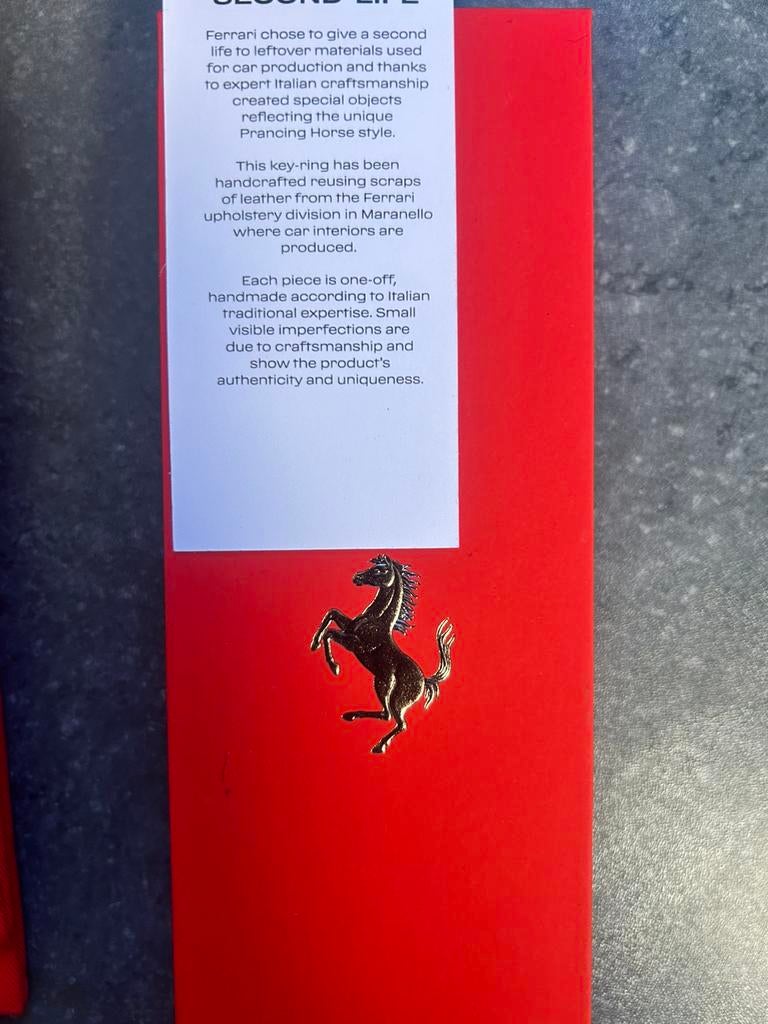 SECOND LIFE
Ferrari chose to give a second
life to leftover materials used
for car production and thanks
to expert Italian craftsmanship
created special objects
reflecting the unique
Prancing Horse style.
This key-ring has been
handcrafted reusing scraps
of leather from the Ferrari
upholstery division in Maranello
where car interiors are
produced.
Each piece is one-off,
handmade according to Italian
traditional expertise. Small
visible imperfections are
due to craftsmanship and
show the product's
authenticity and uniqueness.